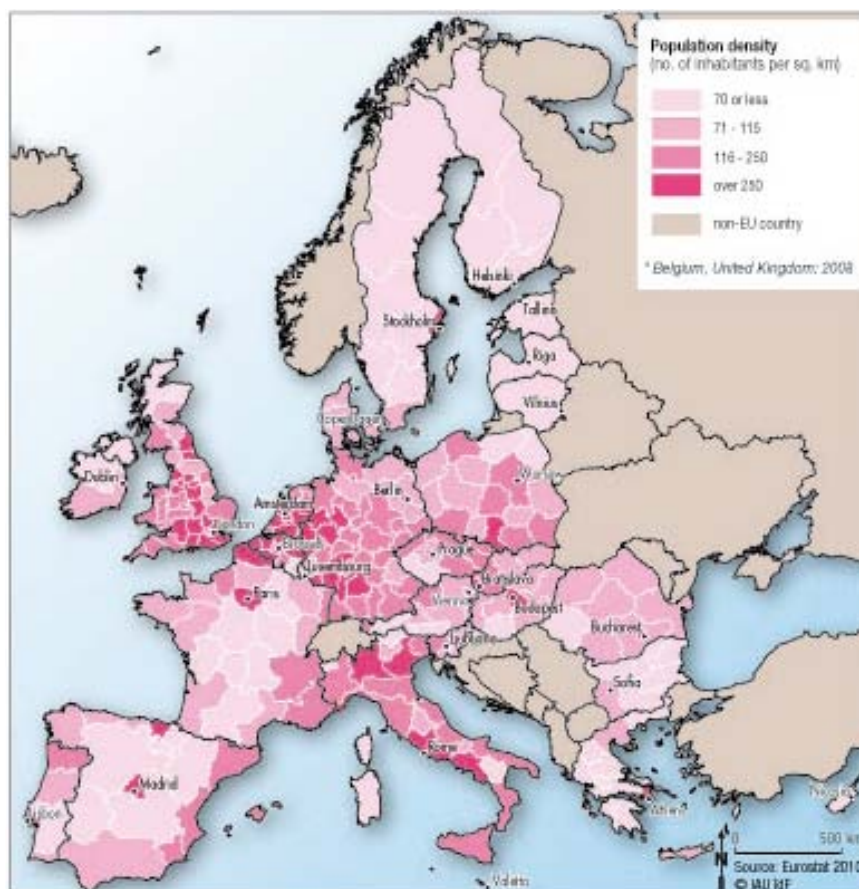 Population density
(no. of inhabitants per sq. km)
70 or less
71 - 115
116 - 250
over 250
non-EU country
* Belgium, United Kingdom: 2008
Helsinki
Tallinn
Stockholm
Riga
Vilnius
Dublin
Berlin
Warsaw
Amsterdam
London
Prague
Luxembourg
Paris
Bratislava
Vienna
Budapest
Ljubljana
Bucharest
Sofia
Rome
Madrid
Lisbon
Athens
Valetta
N
0 500 km
Source: Eurostat 2010
© IAU IdF